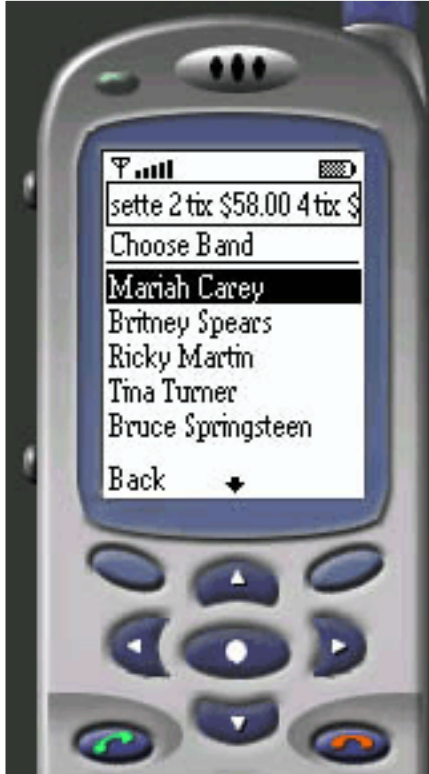 sette 2 tix $58.00 4 tix $
Choose Band
Mariah Carey
Britney Spears
Ricky Martin
Tina Turner
Bruce Springsteen
Back